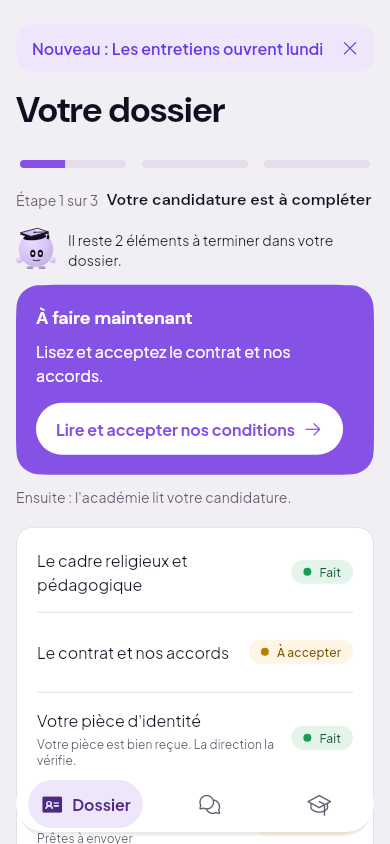 Nouveau : Les entretiens ouvrent lundi
Votre dossier
Étape 1 sur 3 Votre candidature est à compléter
Il reste 2 éléments à terminer dans votre
dossier.
À faire maintenant
Lisez et acceptez le contrat et nos
accords.
Lire et accepter nos conditions
Ensuite : l'académie lit votre candidature.
Le cadre religieux et
pédagogique
Fait
Le contrat et nos accords
À accepter
Votre pièce d'identité
Votre pièce est bien reçue. La direction la
vérifie.
Fait
Dossier
Prêtes à envoyer